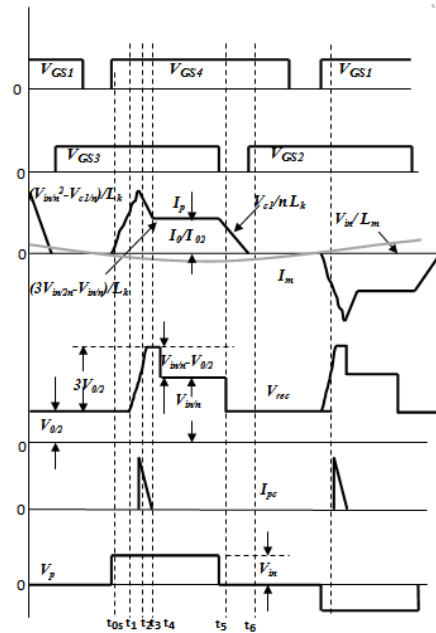 V_GS1 V_GS4 V_GS1
0
V_GS3 V_GS2
0
(V_in/n²-V_c1/n)/L_k I_p V_c1/n L_k V_in/L_m
I_0/I_02
0
(3V_in/2n-V_in/n)/L_k I_m
3V_0/2 V_in/n-V_0/2
V_in/n V_rec
V_0/2
0
I_pc
0
V_p V_in
0
t_0s t_1 t_2 t_3 t_4 t_5 t_6